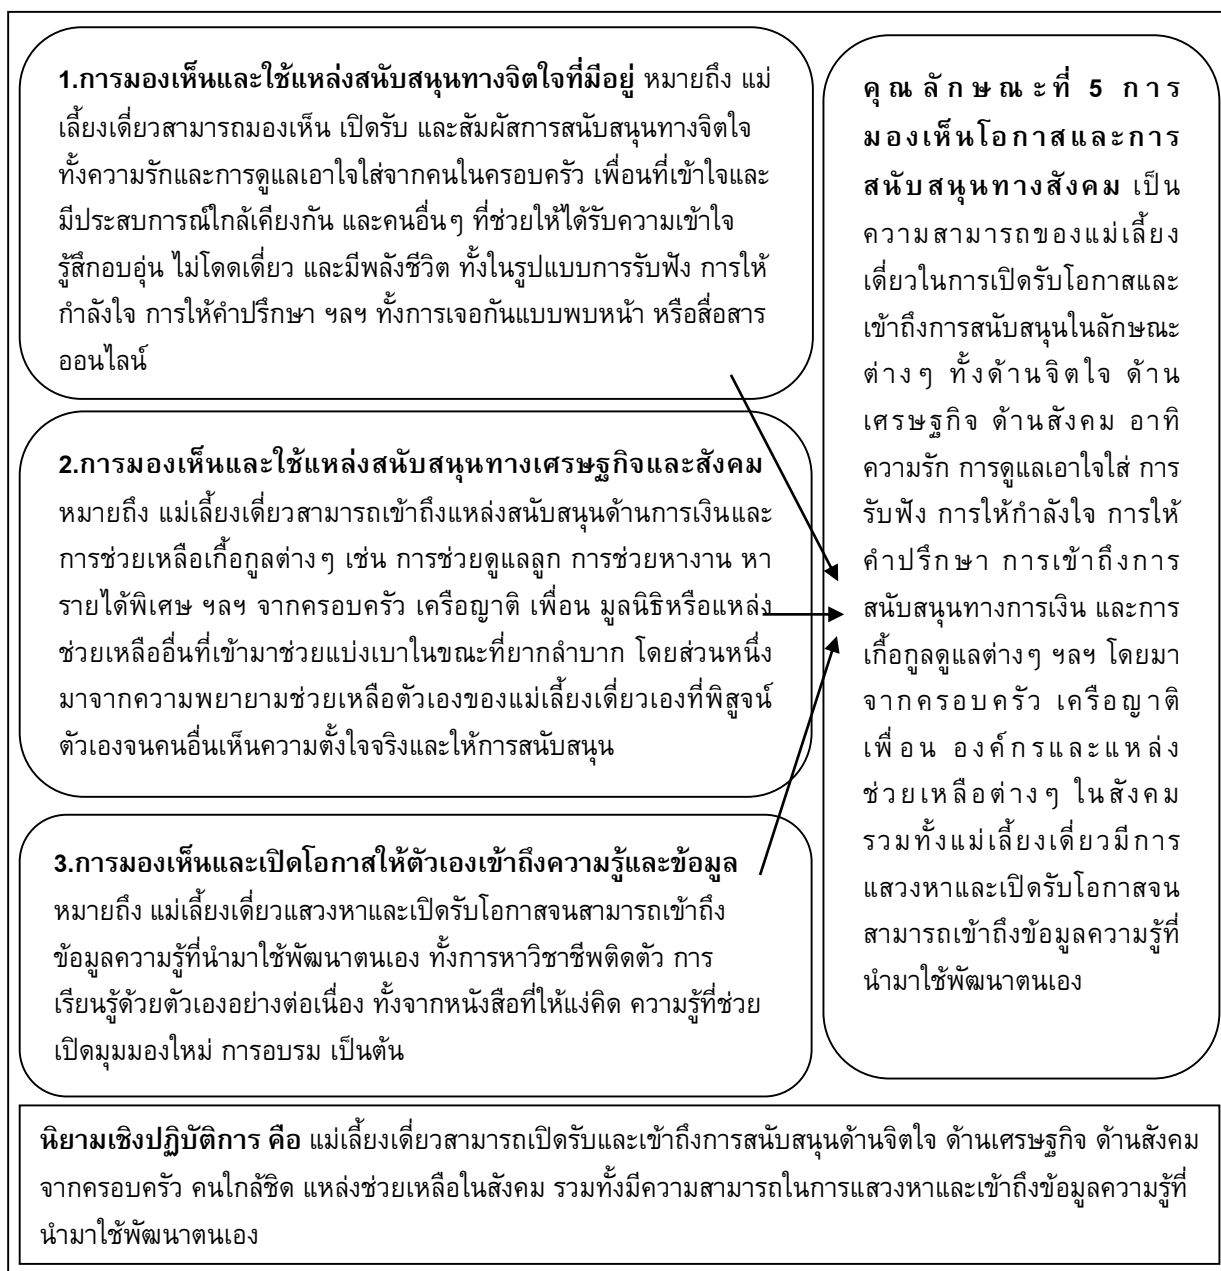 1.การมองเห็นและใช้แหล่งสนับสนุนทางจิตใจที่มีอยู่ หมายถึง แม่
เลี้ยงเดี่ยวสามารถมองเห็น เปิดรับ และสัมผัสการสนับสนุนทางจิตใจ
ทั้งความรักและการดูแลเอาใจใส่จากคนในครอบครัว เพื่อนที่เข้าใจและ
มีประสบการณ์ใกล้เคียงกัน และคนอื่นๆ ที่ช่วยให้ได้รับความเข้าใจ
รู้สึกอบอุ่น ไม่โดดเดี่ยว และมีพลังชีวิต ทั้งในรูปแบบการรับฟัง การให้
กำลังใจ การให้คำปรึกษา ฯลฯ ทั้งการเจอกันแบบพบหน้า หรือสื่อสาร
ออนไลน์
2.การมองเห็นและใช้แหล่งสนับสนุนทางเศรษฐกิจและสังคม
หมายถึง แม่เลี้ยงเดี่ยวสามารถเข้าถึงแหล่งสนับสนุนด้านการเงินและ
การช่วยเหลือเกื้อกูลต่างๆ เช่น การช่วยดูแลลูก การช่วยหางาน หา
รายได้พิเศษ ฯลฯ จากครอบครัว เครือญาติ เพื่อน มูลนิธิหรือแหล่ง
ช่วยเหลืออื่นที่เข้ามาช่วยแบ่งเบาในขณะที่ยากลำบาก โดยส่วนหนึ่ง
มาจากความพยายามช่วยเหลือตัวเองของแม่เลี้ยงเดี่ยวเองที่พิสูจน์
ตัวเองจนคนอื่นเห็นความตั้งใจจริงและให้การสนับสนุน
3.การมองเห็นและเปิดโอกาสให้ตัวเองเข้าถึงความรู้และข้อมูล
หมายถึง แม่เลี้ยงเดี่ยวแสวงหาและเปิดรับโอกาสจนสามารถเข้าถึง
ข้อมูลความรู้ที่นำมาใช้พัฒนาตนเอง ทั้งการหาวิชาชีพติดตัว การ
เรียนรู้ด้วยตัวเองอย่างต่อเนื่อง ทั้งจากหนังสือที่ให้แง่คิด ความรู้ที่ช่วย
เปิดมุมมองใหม่ การอบรม เป็นต้น
คุณลักษณะที่ 5 การ
มองเห็นโอกาสและการ
สนับสนุนทางสังคม เป็น
ความสามารถของแม่เลี้ยง
เดี่ยวในการเปิดรับโอกาสและ
เข้าถึงการสนับสนุนในลักษณะ
ต่างๆ ทั้งด้านจิตใจ ด้าน
เศรษฐกิจ ด้านสังคม อาทิ
ความรัก การดูแลเอาใจใส่ การ
รับฟัง การให้กำลังใจ การให้
คำปรึกษา การเข้าถึงการ
สนับสนุนทางการเงิน และการ
เกื้อกูลดูแลต่างๆ ฯลฯ โดยมา
จากครอบครัว เครือญาติ
เพื่อน องค์กรและแหล่ง
ช่วยเหลือต่างๆ ในสังคม
รวมทั้งแม่เลี้ยงเดี่ยวมีการ
แสวงหาและเปิดรับโอกาสจน
สามารถเข้าถึงข้อมูลความรู้ที่
นำมาใช้พัฒนาตนเอง
นิยามเชิงปฏิบัติการ คือ แม่เลี้ยงเดี่ยวสามารถเปิดรับและเข้าถึงการสนับสนุนด้านจิตใจ ด้านเศรษฐกิจ ด้านสังคม
จากครอบครัว คนใกล้ชิด แหล่งช่วยเหลือในสังคม รวมทั้งมีความสามารถในการแสวงหาและเข้าถึงข้อมูลความรู้ที่
นำมาใช้พัฒนาตนเอง